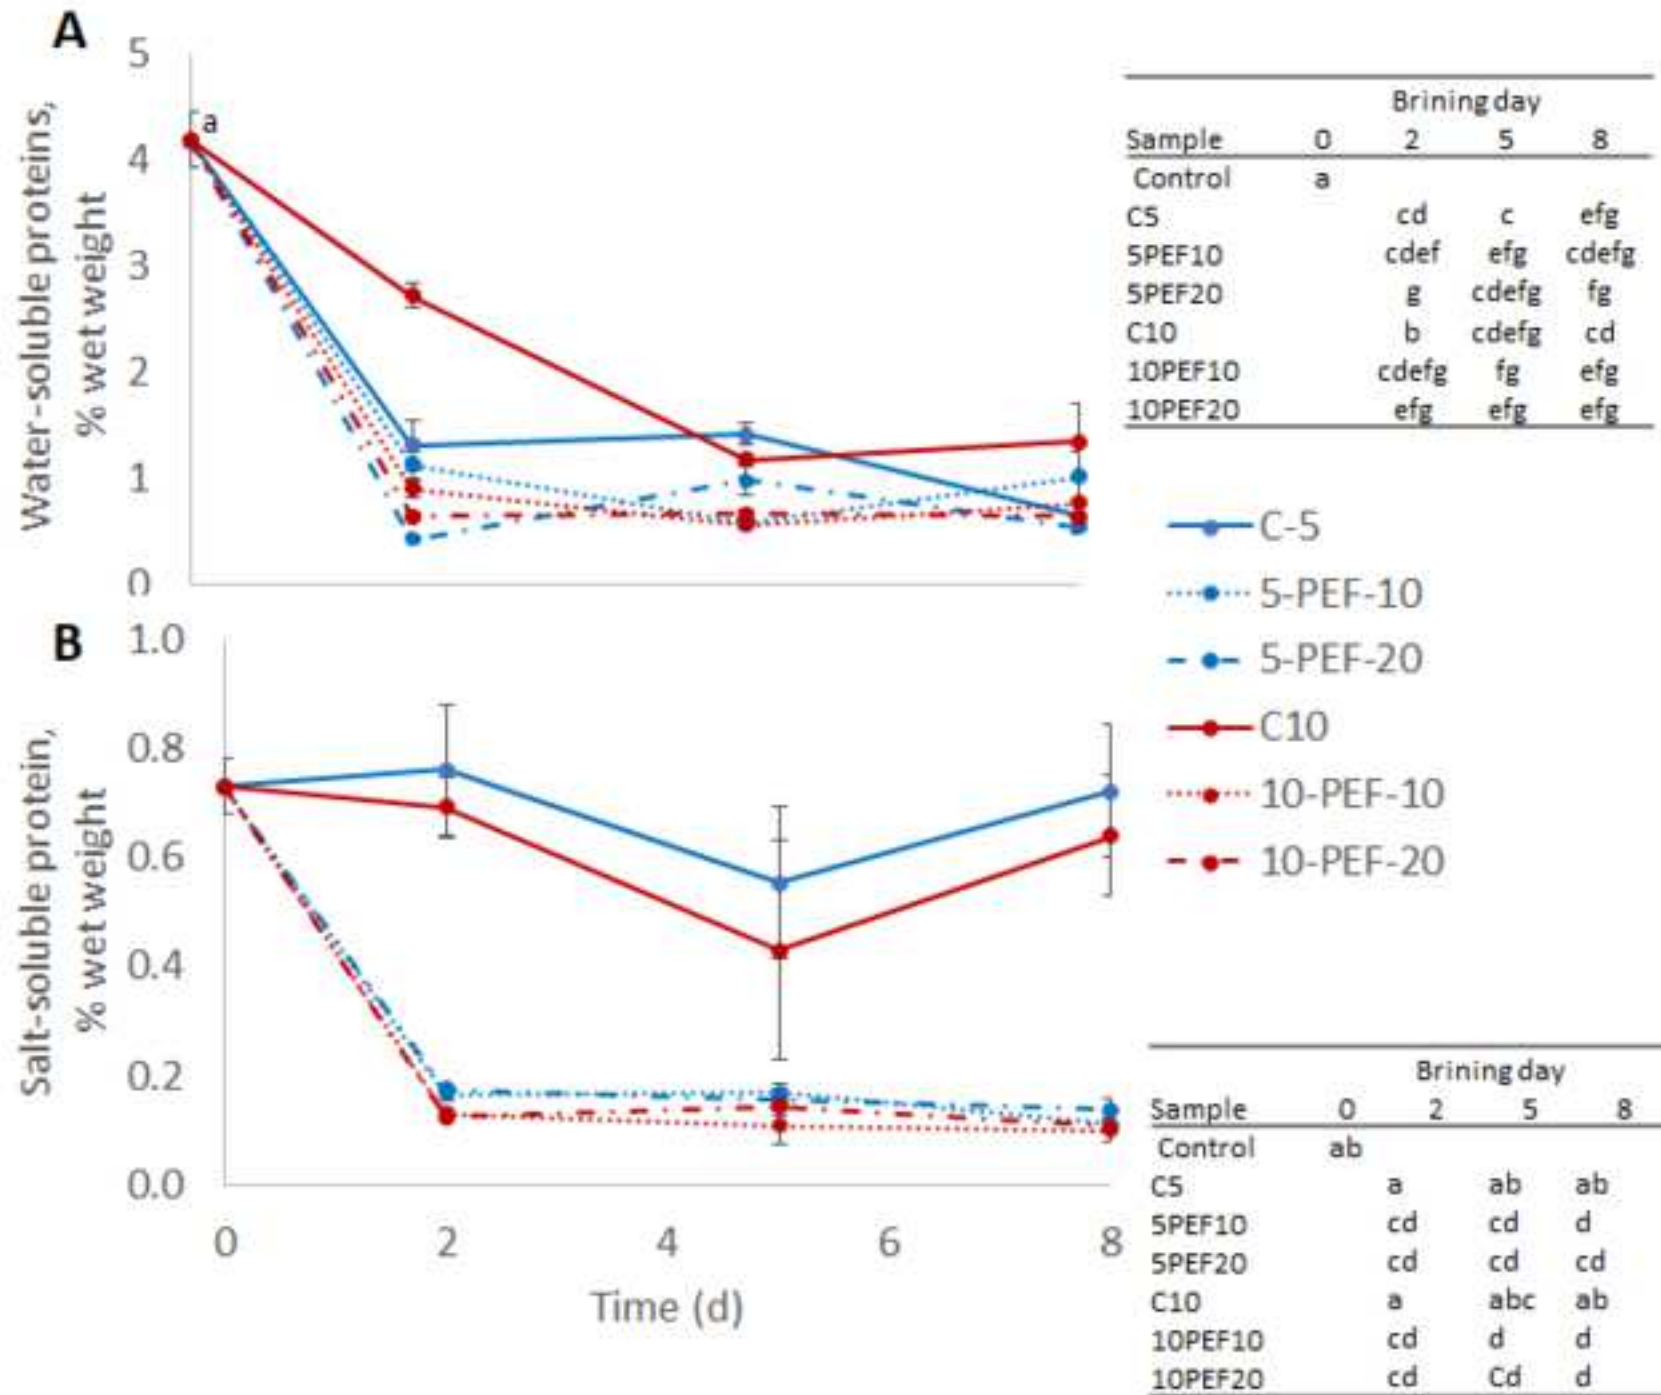 A
5
4
3
2
1
0
Water-soluble proteins,
% wet weight
a
Brining day
Sample 0 2 5 8
Control a
C5 cd c efg
5PEF10 cdef efg cdefg
5PEF20 g cdefg fg
C10 b cdefg cd
10PEF10 cdefg fg efg
10PEF20 efg efg efg
C-5
5-PEF-10
5-PEF-20
C10
10-PEF-10
10-PEF-20
B
1.0
0.8
0.6
0.4
0.2
0.0
Salt-soluble protein,
% wet weight
0 2 4 6 8
Time (d)
Brining day
Sample 0 2 5 8
Control ab
C5 a ab ab
5PEF10 cd cd d
5PEF20 cd cd cd
C10 a abc ab
10PEF10 cd d d
10PEF20 cd Cd d